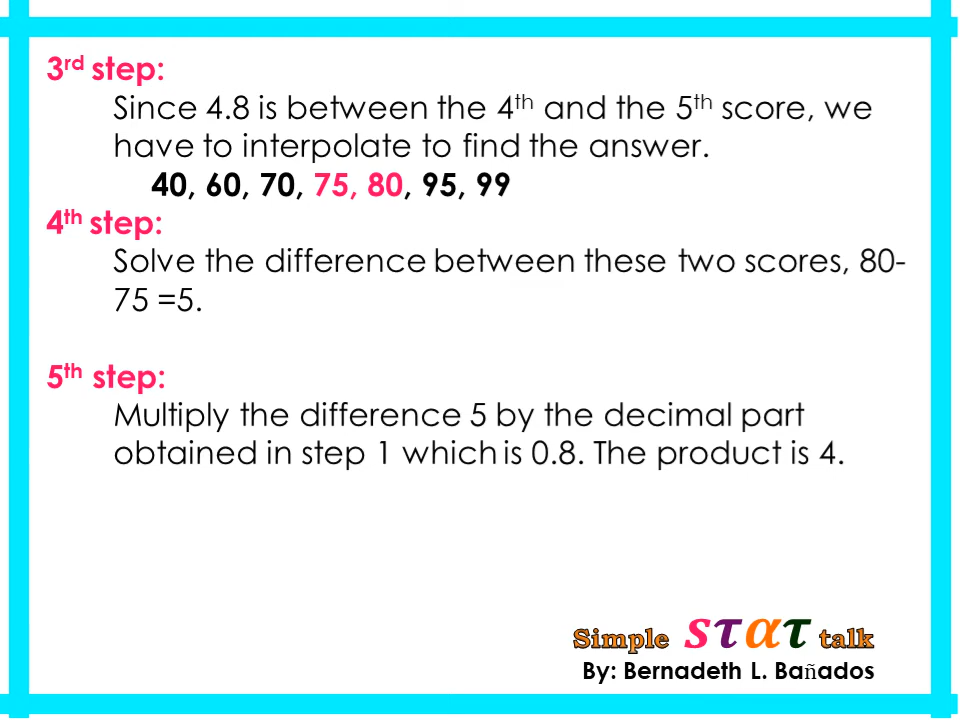 3rd step:
Since 4.8 is between the 4th and the 5th score, we
have to interpolate to find the answer.
40, 60, 70, 75, 80, 95, 99
4th step:
Solve the difference between these two scores, 80-
75 =5.
5th step:
Multiply the difference 5 by the decimal part
obtained in step 1 which is 0.8. The product is 4.
Simple sτατ talk
By: Bernadeth L. Bañados